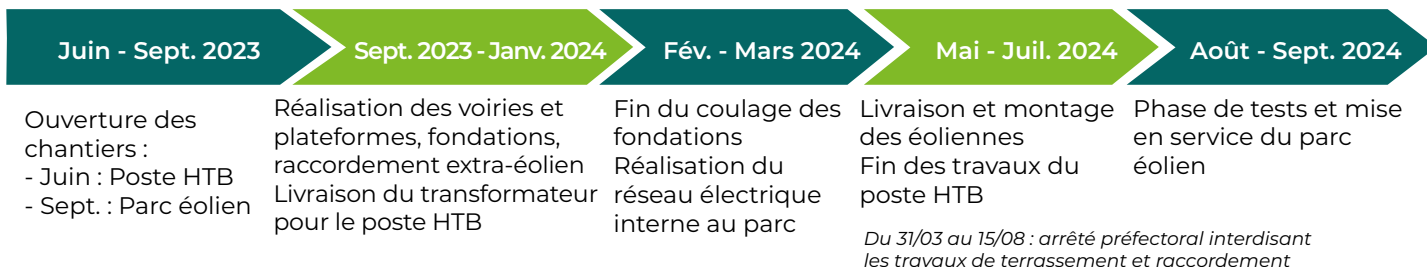 Juin - Sept. 2023
Ouverture des
chantiers :
- Juin : Poste HTB
- Sept. : Parc éolien
Sept. 2023 - Janv. 2024
Réalisation des voiries et
plateformes, fondations,
raccordement extra-éolien
Livraison du transformateur
pour le poste HTB
Fév. - Mars 2024
Fin du coulage des
fondations
Réalisation du
réseau électrique
interne au parc
Mai - Juil. 2024
Livraison et montage
des éoliennes
Fin des travaux du
poste HTB
Du 31/03 au 15/08 : arrêté préfectoral interdisant
les travaux de terrassement et raccordement
Août - Sept. 2024
Phase de tests et mise
en service du parc
éolien